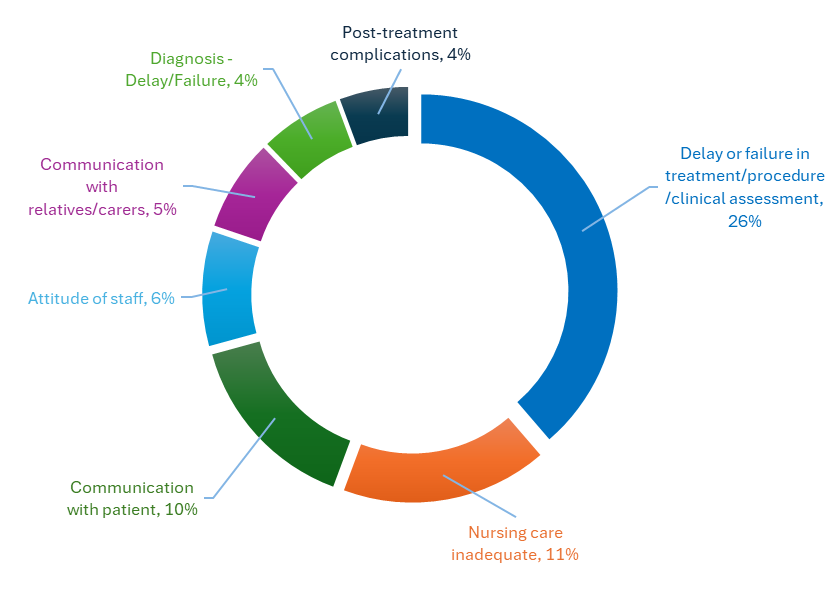 Post-treatment
complications, 4%
Diagnosis -
Delay/Failure, 4%
Delay or failure in
treatment/procedure
/clinical assessment,
26%
Communication
with
relatives/carers, 5%
Attitude of staff, 6%
Communication
with patient, 10%
Nursing care
inadequate, 11%